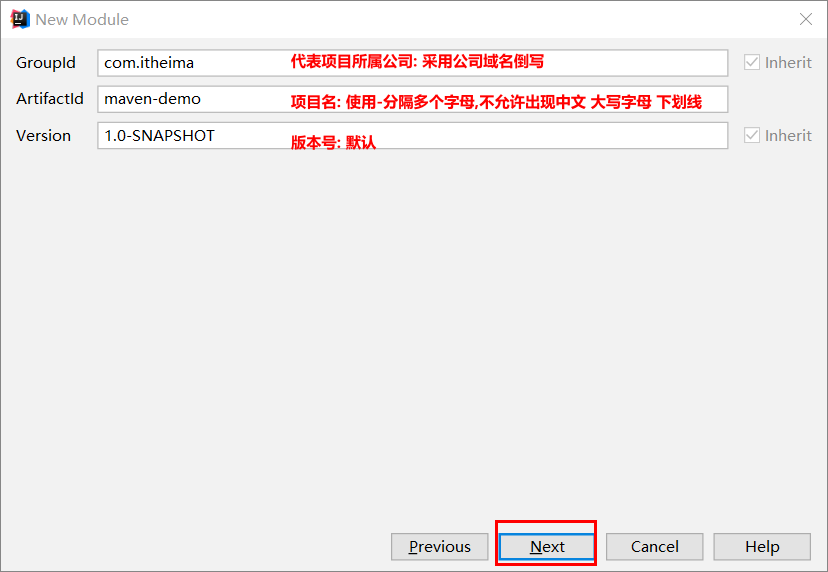 New Module
GroupId com.itheima 代表项目所属公司: 采用公司域名倒写 Inherit
ArtifactId maven-demo 项目名: 使用-分隔多个字母,不允许出现中文 大写字母 下划线
Version 1.0-SNAPSHOT 版本号: 默认 Inherit
Previous Next Cancel Help